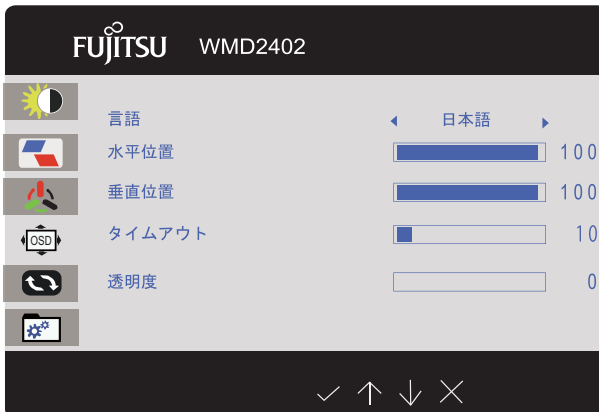 FUJITSU WMD2402
言語 日本語
水平位置 100
垂直位置 100
OSD タイムアウト 10
透明度 0